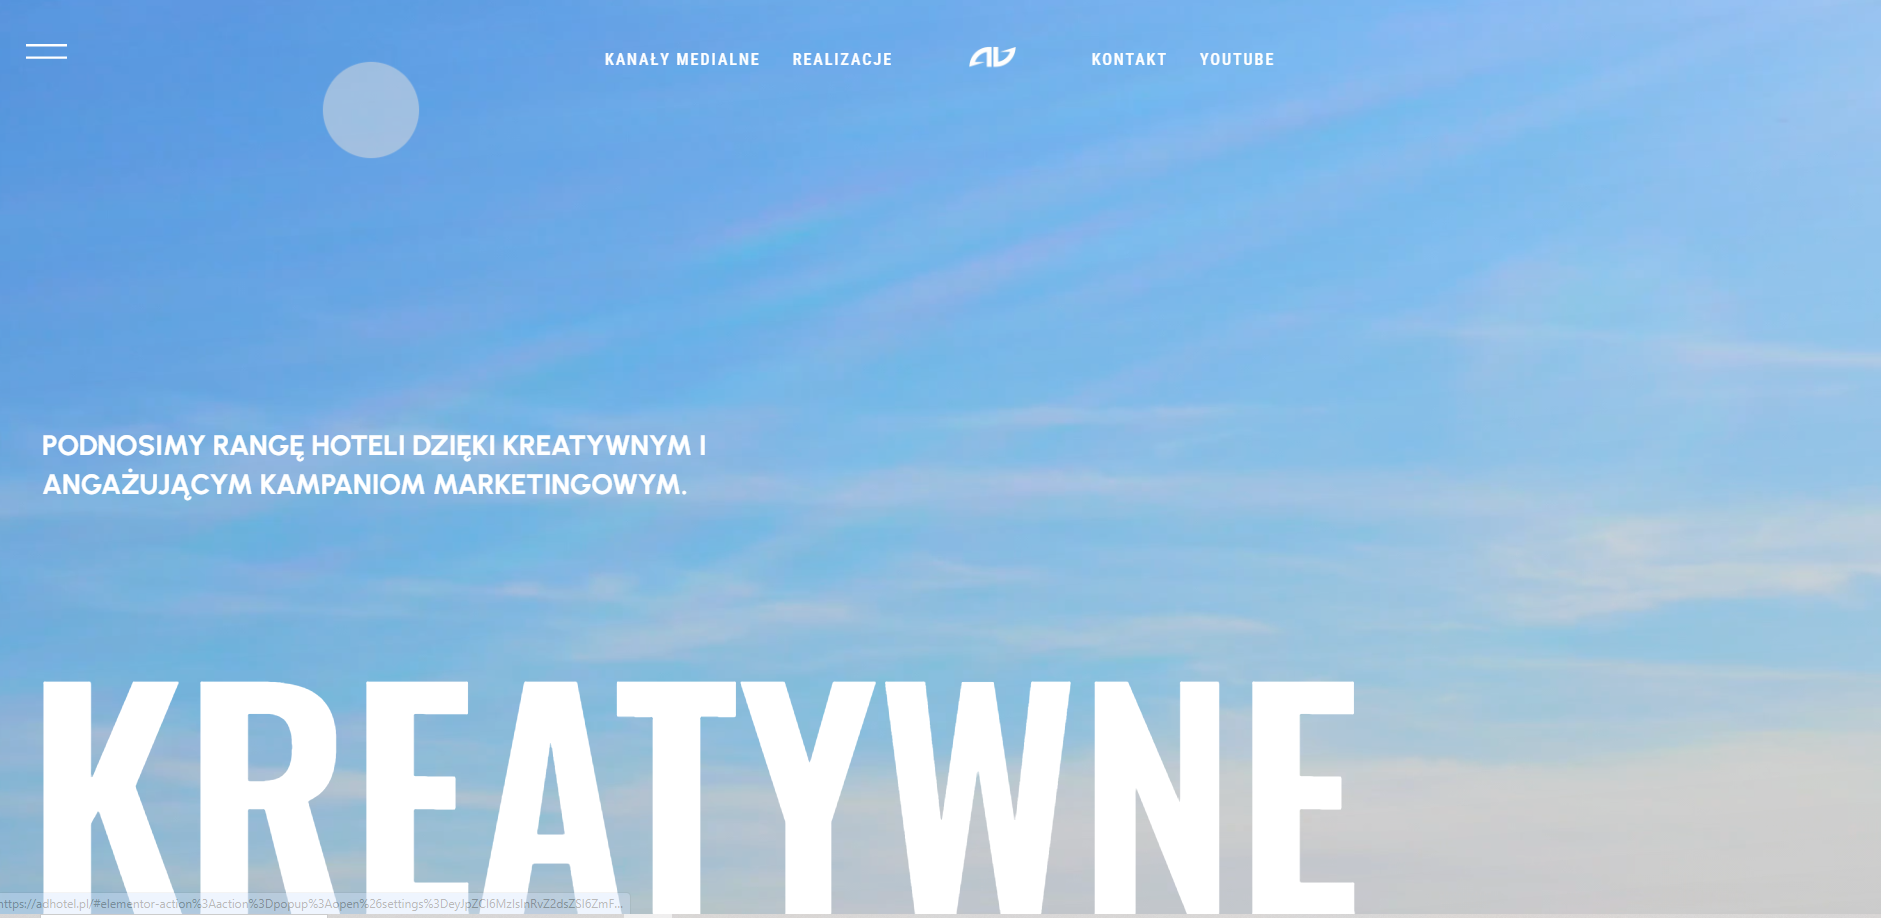 KANAŁY MEDIALNE REALIZACJE KONTAKT YOUTUBE
PODNOSIMY RANGĘ HOTELI DZIĘKI KREATYWNYM I
ANGAŻUJĄCYM KAMPANIOM MARKETINGOWYM.
KREATYWNE
https://adhotel.pl/#elementor-action%3Aaction%3Dpopup%3Aopen%26settings%3DeyJpZCI6MzIsInRvZ2dsZSI6ZmF...